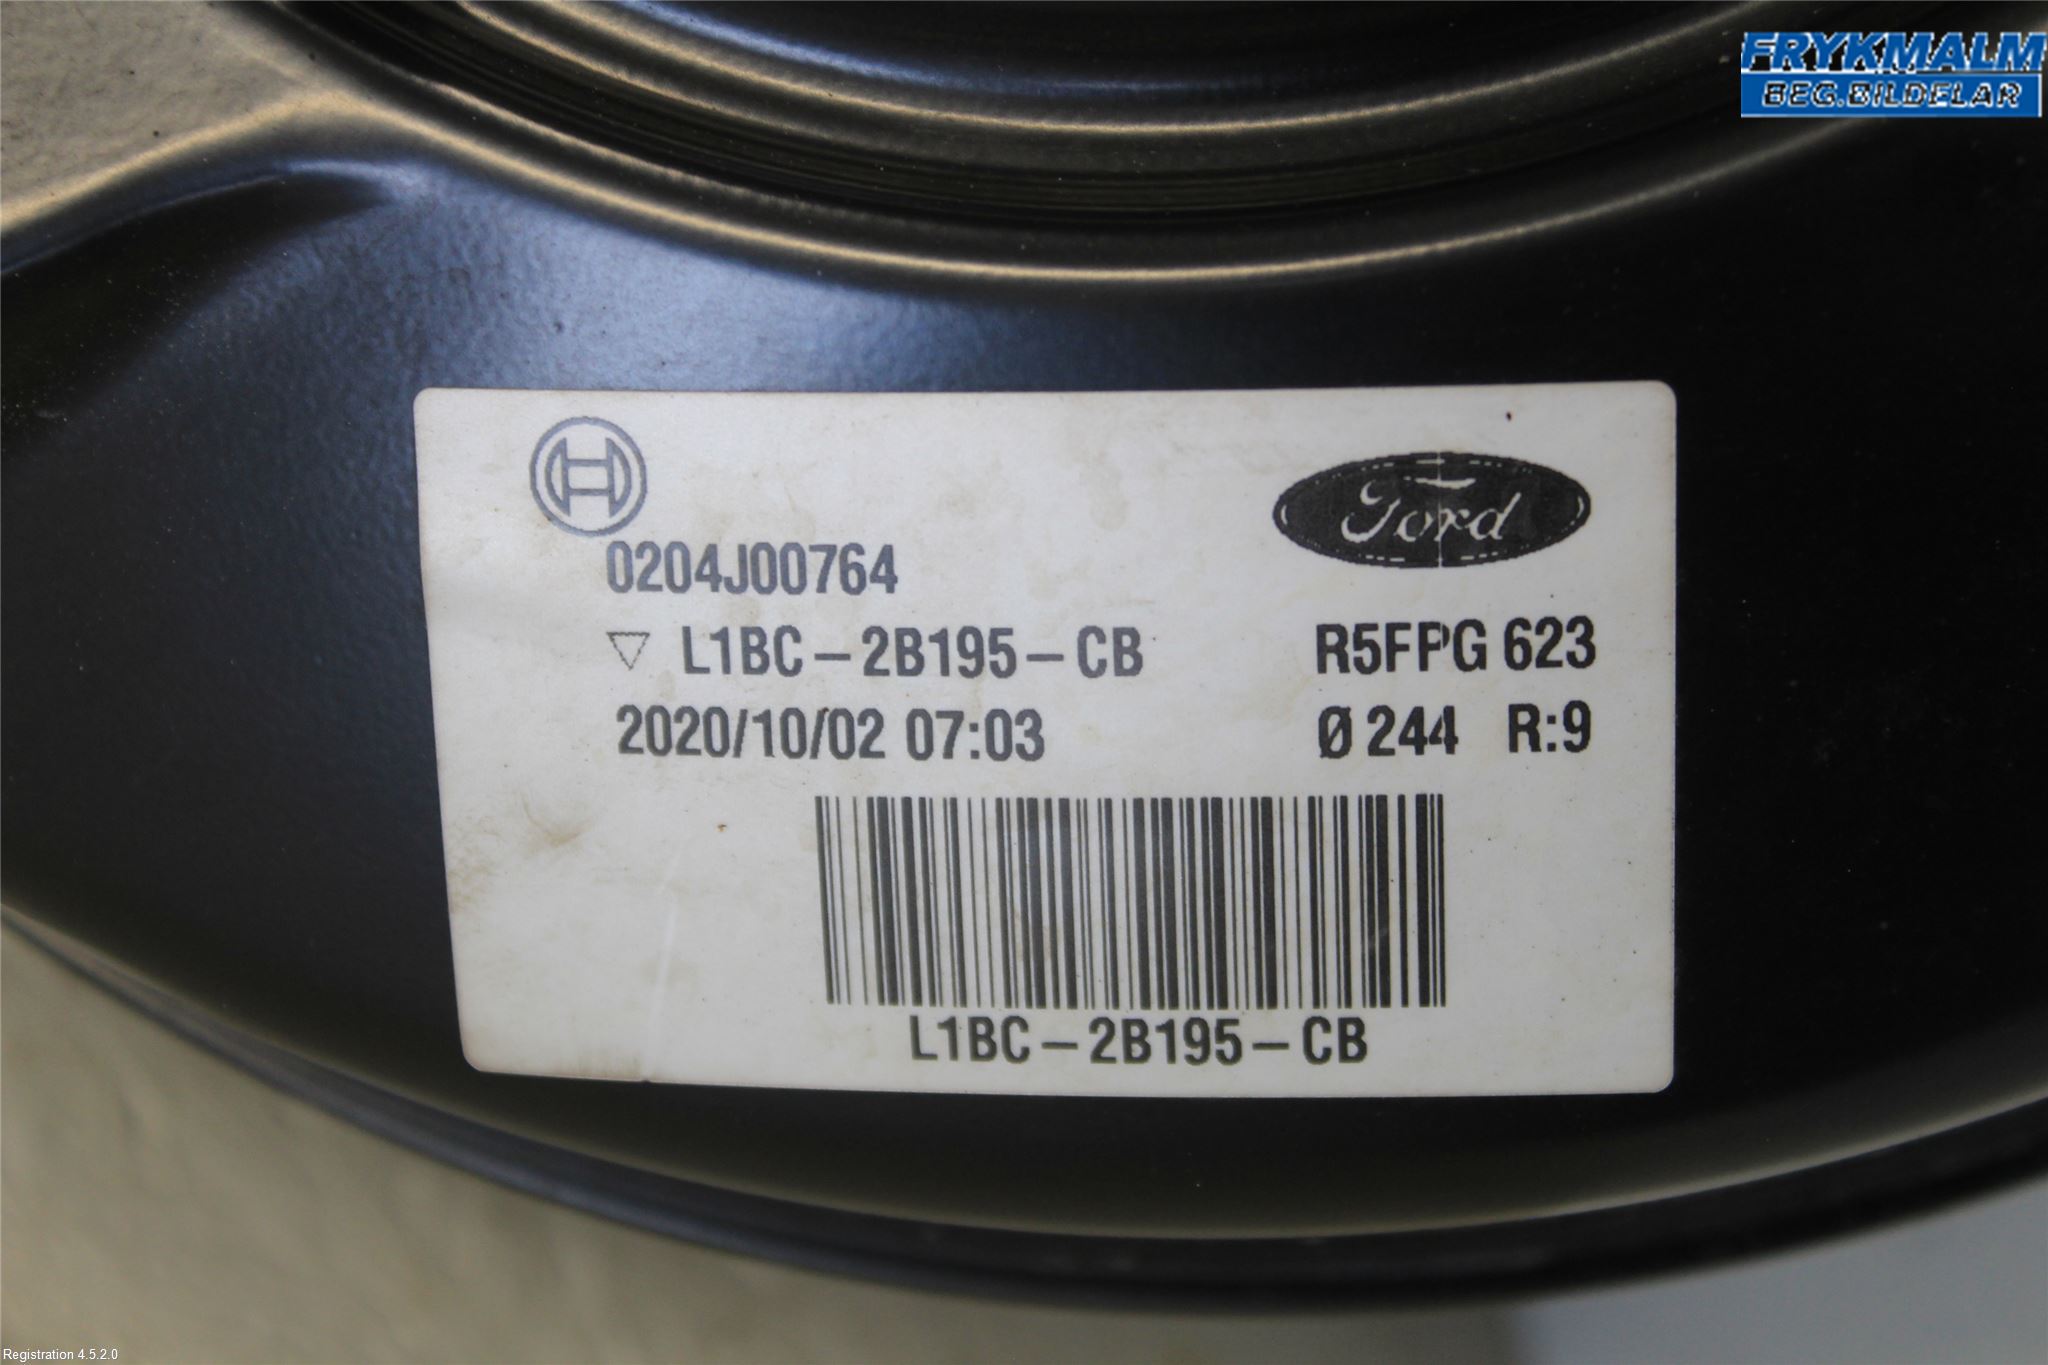 FRYKMALM
BEG.BILDELAR
Ford
0204J00764
▽ L1BC-2B195-CB R5FPG 623
2020/10/02 07:03 Ø 244 R:9
L1BC-2B195-CB
Registration 4.5.2.0